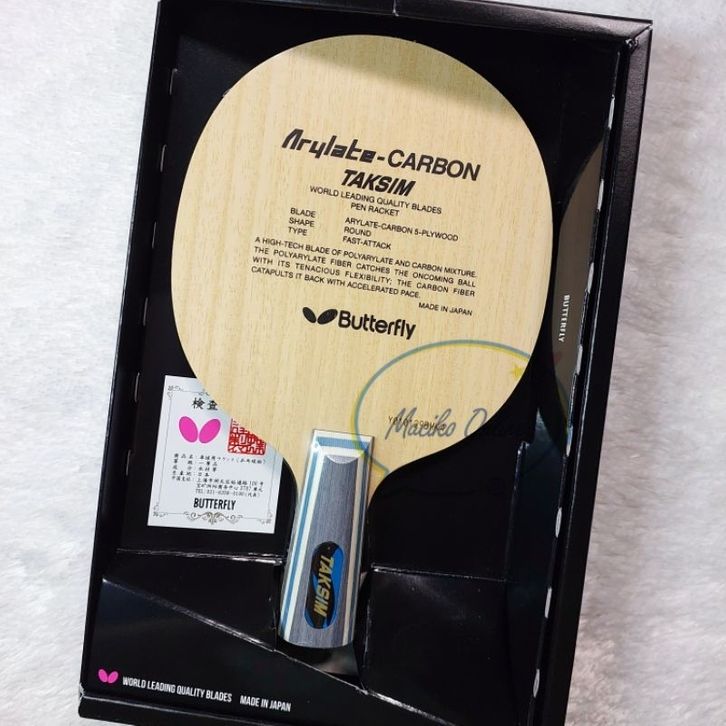 Arylate-CARBON
TAKSIM
WORLD LEADING QUALITY BLADES
PEN RACKET
BLADE ARYLATE-CARBON 5-PLYWOOD
SHAPE ROUND
TYPE FAST-ATTACK
A HIGH-TECH BLADE OF POLYARYLATE AND CARBON MIXTURE.
THE POLYARYLATE FIBER CATCHES THE ONCOMING BALL
WITH ITS TENACIOUS FLEXIBILITY; THE CARBON FIBER
CATAPULTS IT BACK WITH ACCELERATED PACE.
MADE IN JAPAN
Butterfly
BUTTERFLY
Maciko
検査
BUTTERFLY
TAKSIM
WORLD LEADING QUALITY BLADES MADE IN JAPAN